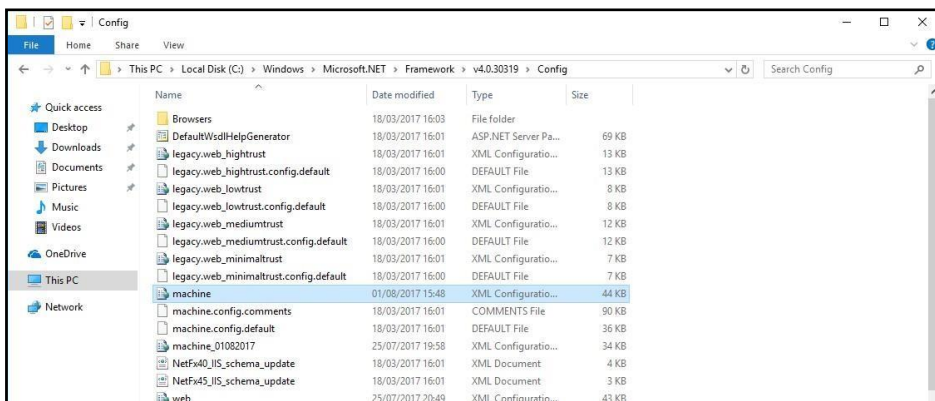 Config
File Home Share View
This PC > Local Disk (C:) > Windows > Microsoft.NET > Framework > v4.0.30319 > Config
Search Config
Name Date modified Type Size
Quick access
Desktop
Downloads
Documents
Pictures
Music
Videos
OneDrive
This PC
Network
Browsers 18/03/2017 16:03 File folder
DefaultWsdlHelpGenerator 18/03/2017 16:01 ASP.NET Server Pa... 69 KB
legacy.web_hightrust 18/03/2017 16:01 XML Configuratio... 13 KB
legacy.web_hightrust.config.default 18/03/2017 16:00 DEFAULT File 13 KB
legacy.web_lowtrust 18/03/2017 16:01 XML Configuratio... 8 KB
legacy.web_lowtrust.config.default 18/03/2017 16:00 DEFAULT File 8 KB
legacy.web_mediumtrust 18/03/2017 16:01 XML Configuratio... 12 KB
legacy.web_mediumtrust.config.default 18/03/2017 16:00 DEFAULT File 12 KB
legacy.web_minimaltrust 18/03/2017 16:01 XML Configuratio... 7 KB
legacy.web_minimaltrust.config.default 18/03/2017 16:00 DEFAULT File 7 KB
machine 01/08/2017 15:48 XML Configuratio... 44 KB
machine.config.comments 18/03/2017 16:01 COMMENTS File 90 KB
machine.config.default 18/03/2017 16:01 DEFAULT File 36 KB
machine_01082017 25/07/2017 19:58 XML Configuratio... 34 KB
NetFx40_IIS_schema_update 18/03/2017 16:01 XML Document 4 KB
NetFx45_IIS_schema_update 18/03/2017 16:01 XML Document 3 KB
web 25/07/2017 20:49 XML Configuratio... 43 KB